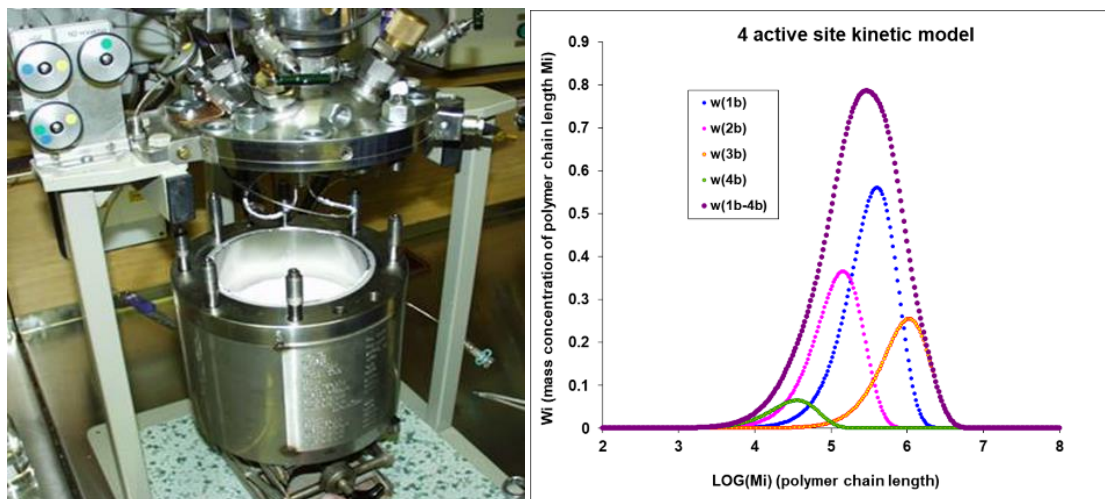 4 active site kinetic model
Wi (mass concentration of polymer chain length Mi)
0.9
0.8
0.7
0.6
0.5
0.4
0.3
0.2
0.1
0
w(1b)
w(2b)
w(3b)
w(4b)
w(1b-4b)
2 3 4 5 6 7 8
LOG(Mi) (polymer chain length)